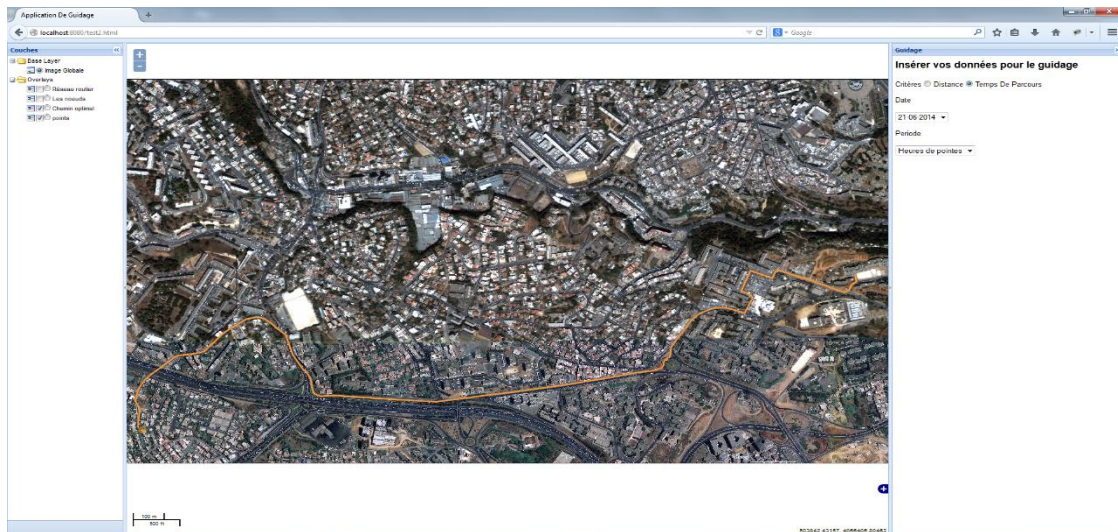 Application De Guidage
localhost:8080/test2.html
Google
Couches
Base Layer
Image Globale
Overlays
Réseau routier
Les noeuds
Chemin optimal
points
Guidage
Insérer vos données pour le guidage
Critères Distance Temps De Parcours
Date
21-06-2014
Periode
Heures de pointes
100 m
500 m